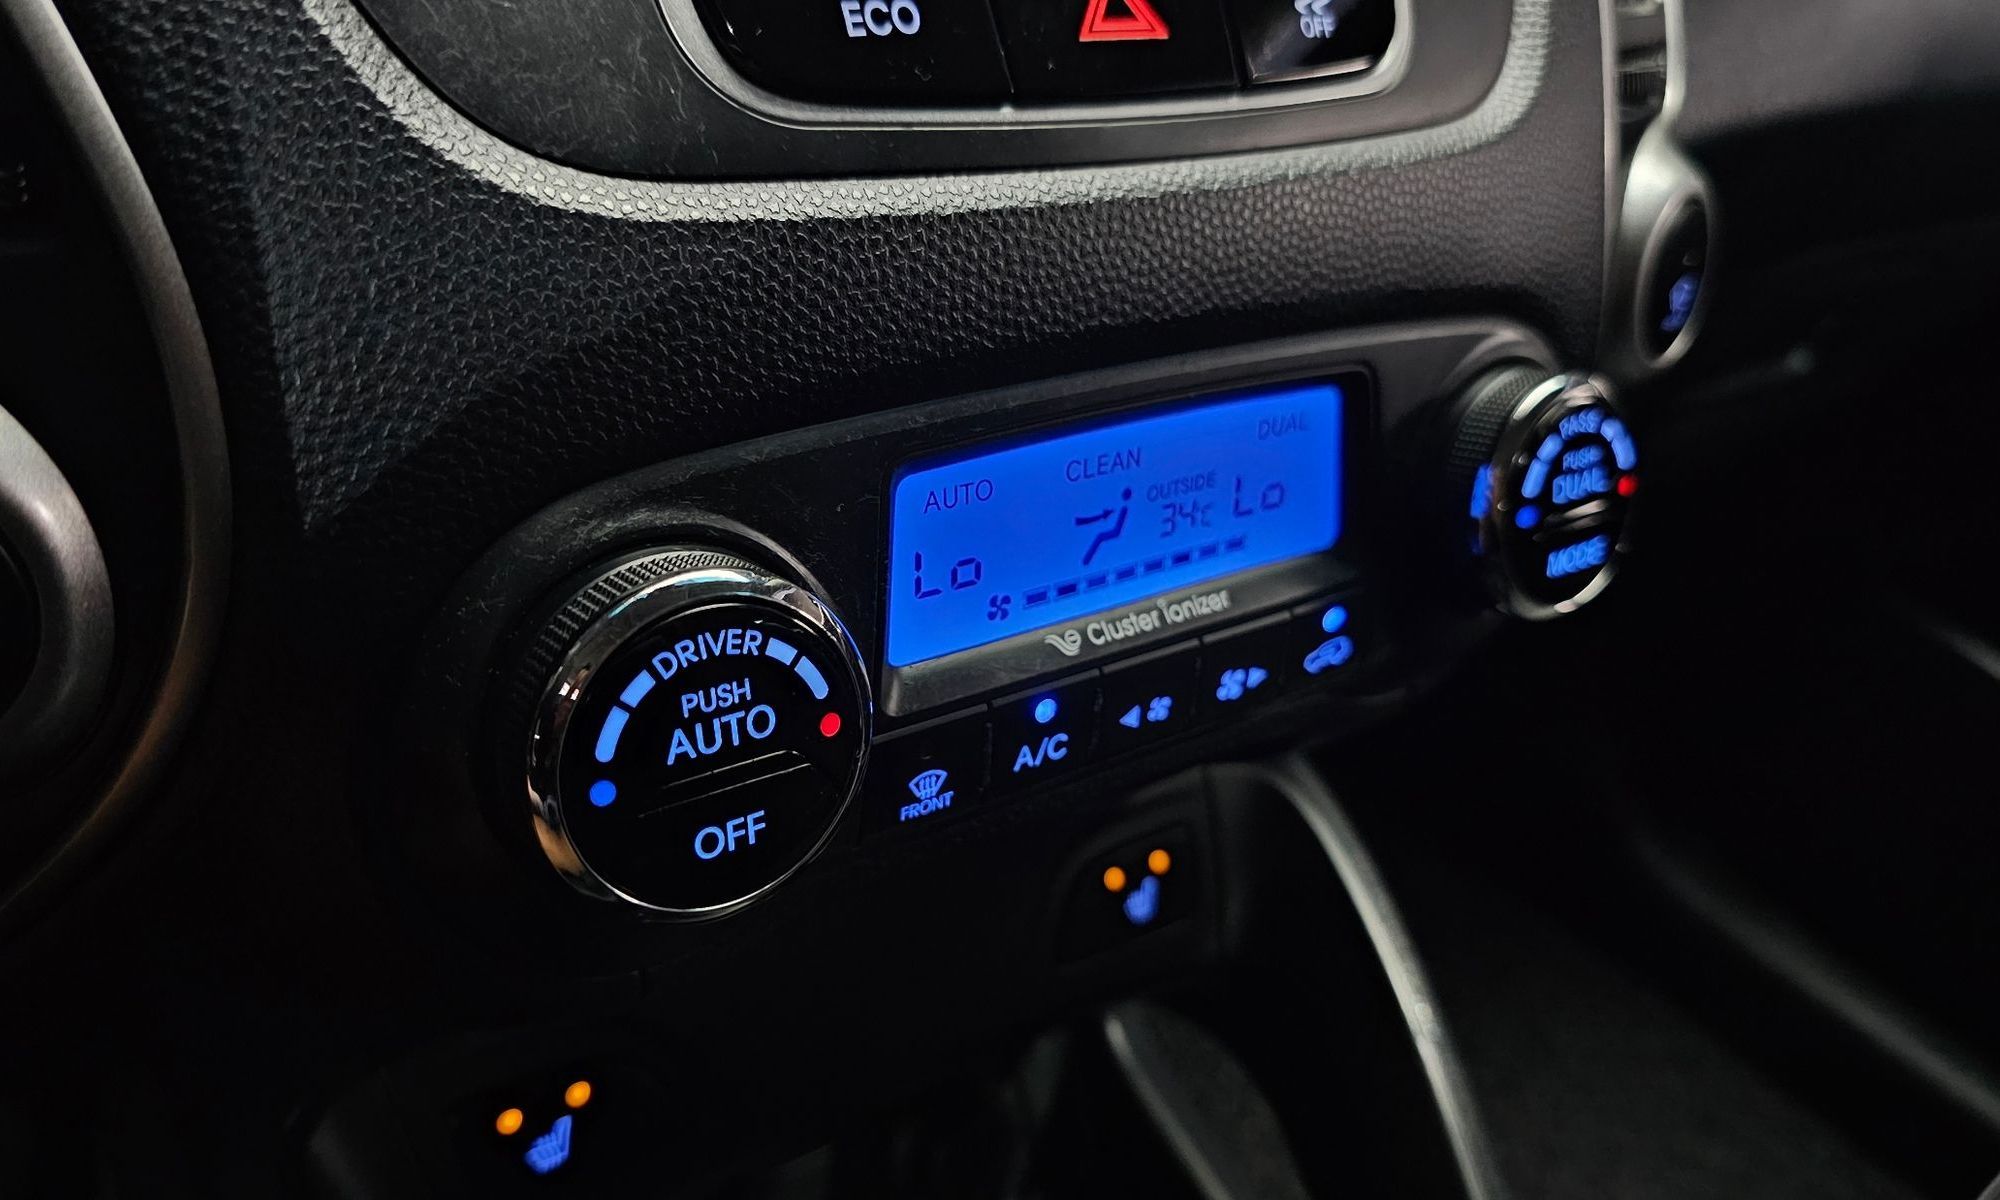 ECO
OFF
DUAL
CLEAN
AUTO
OUTSIDE
34c
Lo
Lo
Cluster ionizer
DRIVER
PUSH
AUTO
OFF
FRONT
A/C
PASS
PUSH
DUAL
MODE